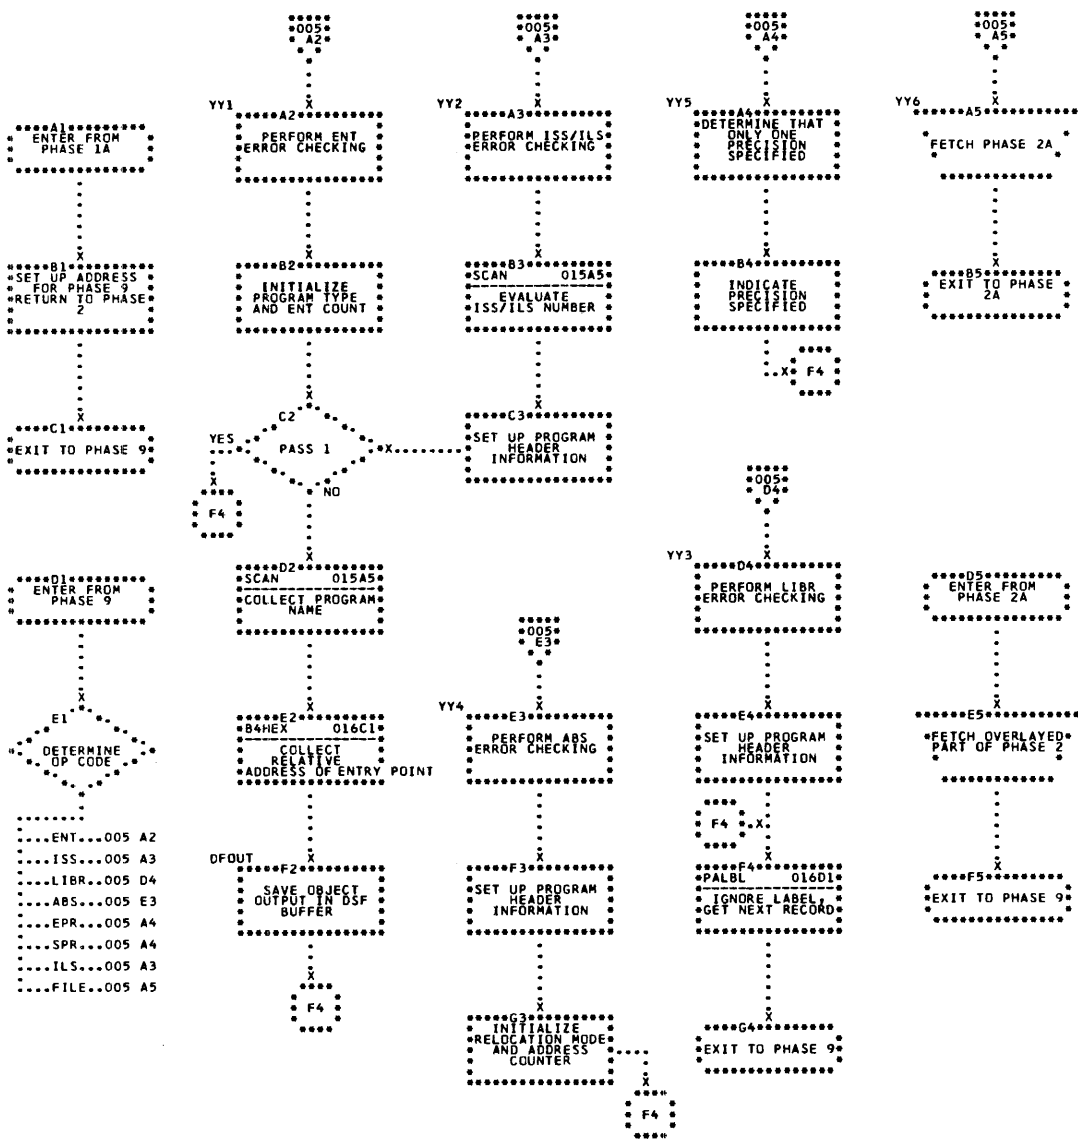 005
A2
005
A3
005
A4
005
A5
A1
ENTER FROM
PHASE 1A
B1
SET UP ADDRESS
FOR PHASE 9
RETURN TO PHASE
2
C1
EXIT TO PHASE 9
D1
ENTER FROM
PHASE 9
E1
DETERMINE
OP CODE
....ENT...005 A2
....ISS...005 A3
....LIBR..005 D4
....ABS...005 E3
....EPR...005 A4
....SPR...005 A4
....ILS...005 A3
....FILE..005 A5
YY1
A2
PERFORM ENT
ERROR CHECKING
B2
INITIALIZE
PROGRAM TYPE
AND ENT COUNT
C2
PASS 1
YES
NO
F4
D2
SCAN 015A5
COLLECT PROGRAM
NAME
E2
B4HEX 016C1
COLLECT
RELATIVE
ADDRESS OF ENTRY POINT
DFOUT
F2
SAVE OBJECT
OUTPUT IN DSF
BUFFER
F4
YY2
A3
PERFORM ISS/ILS
ERROR CHECKING
B3
SCAN 015A5
EVALUATE
ISS/ILS NUMBER
C3
SET UP PROGRAM
HEADER
INFORMATION
005
E3
YY4
E3
PERFORM ABS
ERROR CHECKING
F3
SET UP PROGRAM
HEADER
INFORMATION
G3
INITIALIZE
RELOCATION MODE
AND ADDRESS
COUNTER
F4
YY5
A4
DETERMINE THAT
ONLY ONE
PRECISION
SPECIFIED
B4
INDICATE
PRECISION
SPECIFIED
F4
005
D4
YY3
D4
PERFORM LIBR
ERROR CHECKING
E4
SET UP PROGRAM
HEADER
INFORMATION
F4
F4
PALBL 016D1
IGNORE LABEL,
GET NEXT RECORD
G4
EXIT TO PHASE 9
YY6
A5
FETCH PHASE 2A
B5
EXIT TO PHASE
2A
D5
ENTER FROM
PHASE 2A
E5
FETCH OVERLAYED
PART OF PHASE 2
F5
EXIT TO PHASE 9